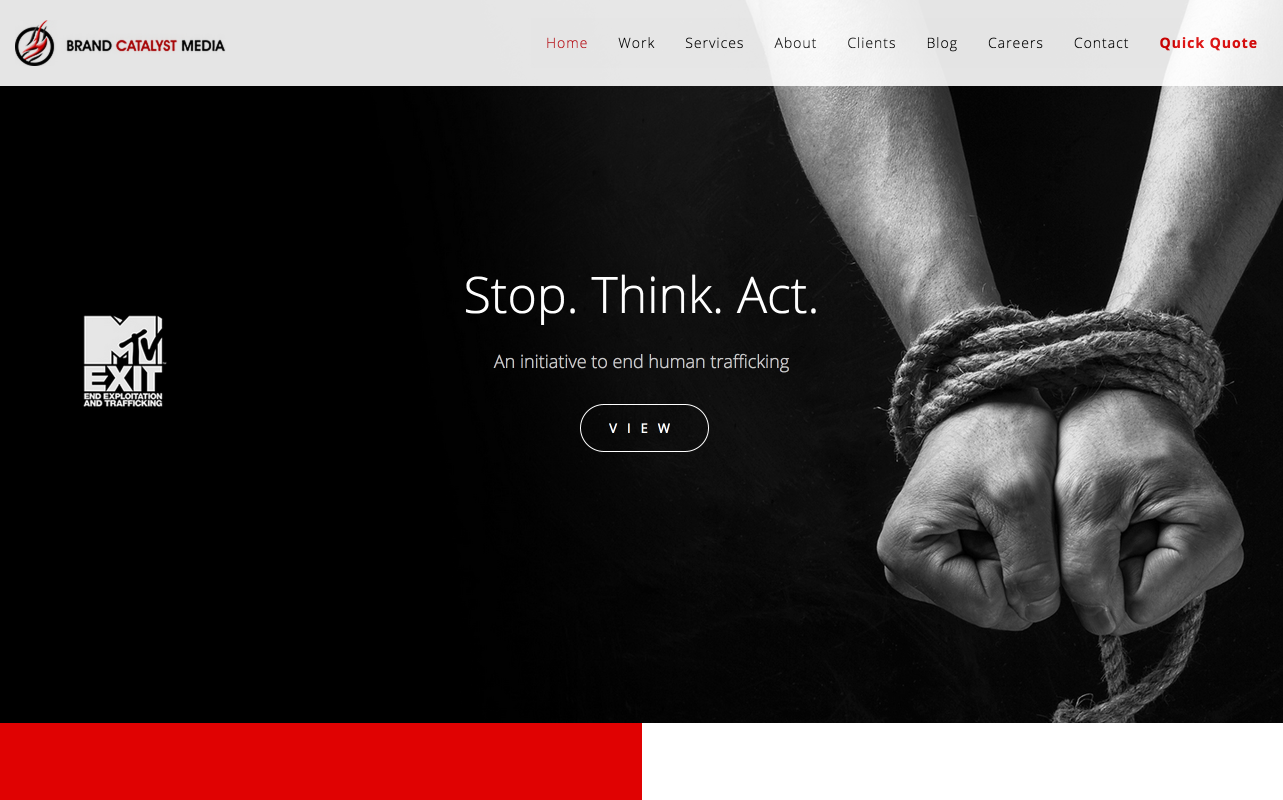 BRAND CATALYST MEDIA
Home Work Services About Clients Blog Careers Contact Quick Quote
Stop. Think. Act.
An initiative to end human trafficking
VIEW
MTV
EXIT
END EXPLOITATION
AND TRAFFICKING